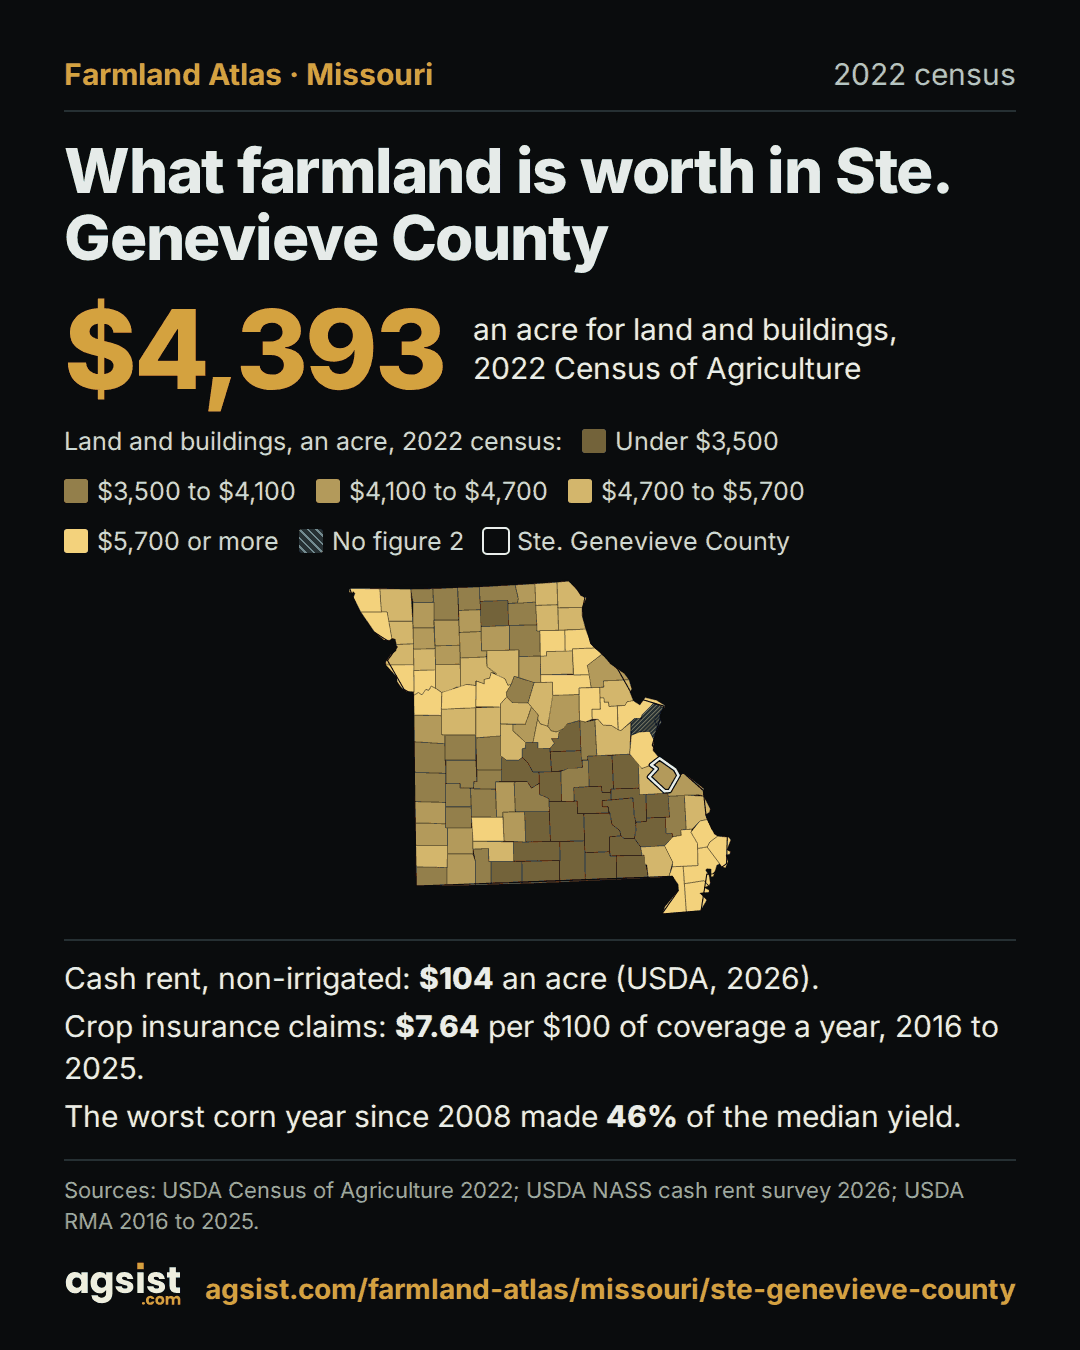 Farmland Atlas · Missouri
2022 census
What farmland is worth in Ste.
Genevieve County
$4,393
an acre for land and buildings,
2022 Census of Agriculture
Land and buildings, an acre, 2022 census: Under $3,500
$3,500 to $4,100 $4,100 to $4,700 $4,700 to $5,700
$5,700 or more No figure 2 Ste. Genevieve County
Cash rent, non-irrigated: $104 an acre (USDA, 2026).
Crop insurance claims: $7.64 per $100 of coverage a year, 2016 to
2025.
The worst corn year since 2008 made 46% of the median yield.
Sources: USDA Census of Agriculture 2022; USDA NASS cash rent survey 2026; USDA
RMA 2016 to 2025.
agsist.com
agsist.com/farmland-atlas/missouri/ste-genevieve-county